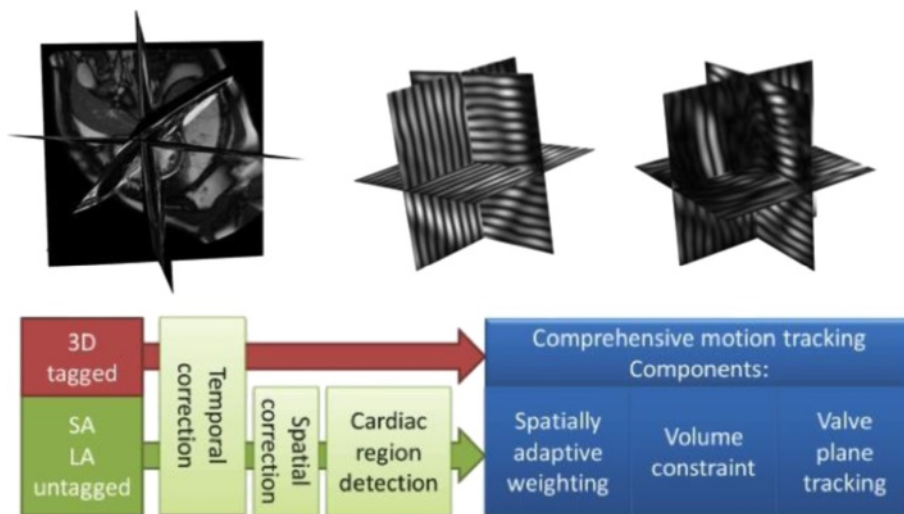 3D
tagged
SA
LA
untagged
Temporal
correction
Spatial
correction
Cardiac
region
detection
Comprehensive motion tracking
Components:
Spatially
adaptive
weighting
Volume
constraint
Valve
plane
tracking